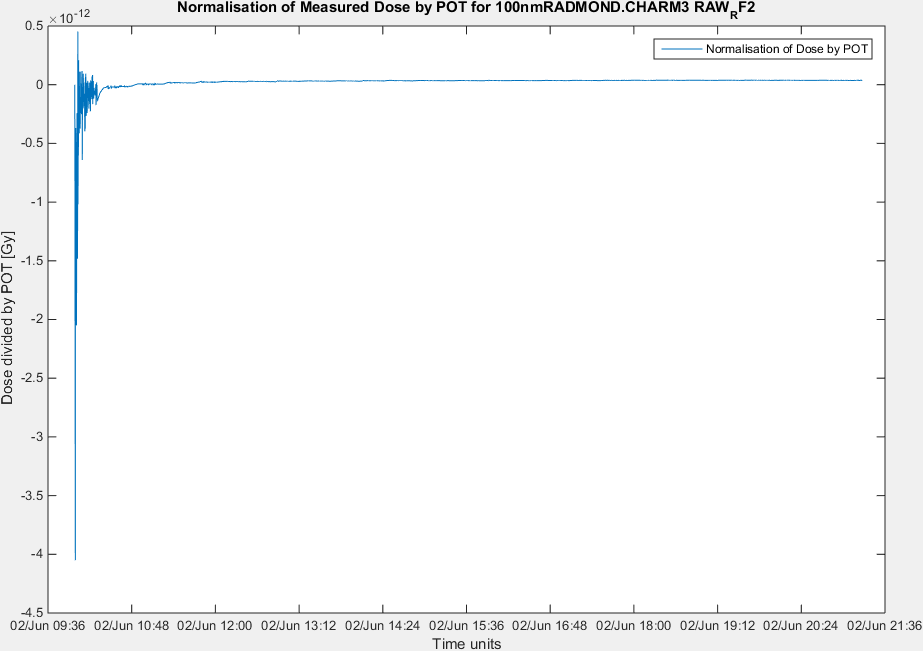 Normalisation of Measured Dose by POT for 100nmRADMOND.CHARM3 RAW_RF2
×10^-12
Normalisation of Dose by POT
0.5
0
-0.5
-1
-1.5
-2
-2.5
-3
-3.5
-4
-4.5
Dose divided by POT [Gy]
02/Jun 09:36 02/Jun 10:48 02/Jun 12:00 02/Jun 13:12 02/Jun 14:24 02/Jun 15:36 02/Jun 16:48 02/Jun 18:00 02/Jun 19:12 02/Jun 20:24 02/Jun 21:36
Time units